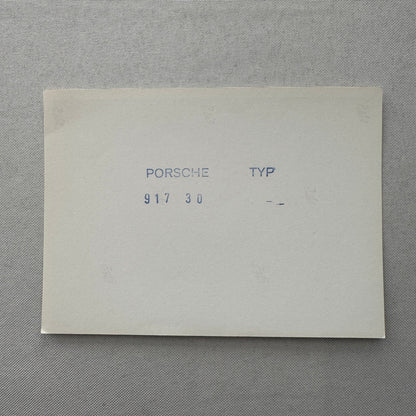 PORSCHE TYP
917 30 - -